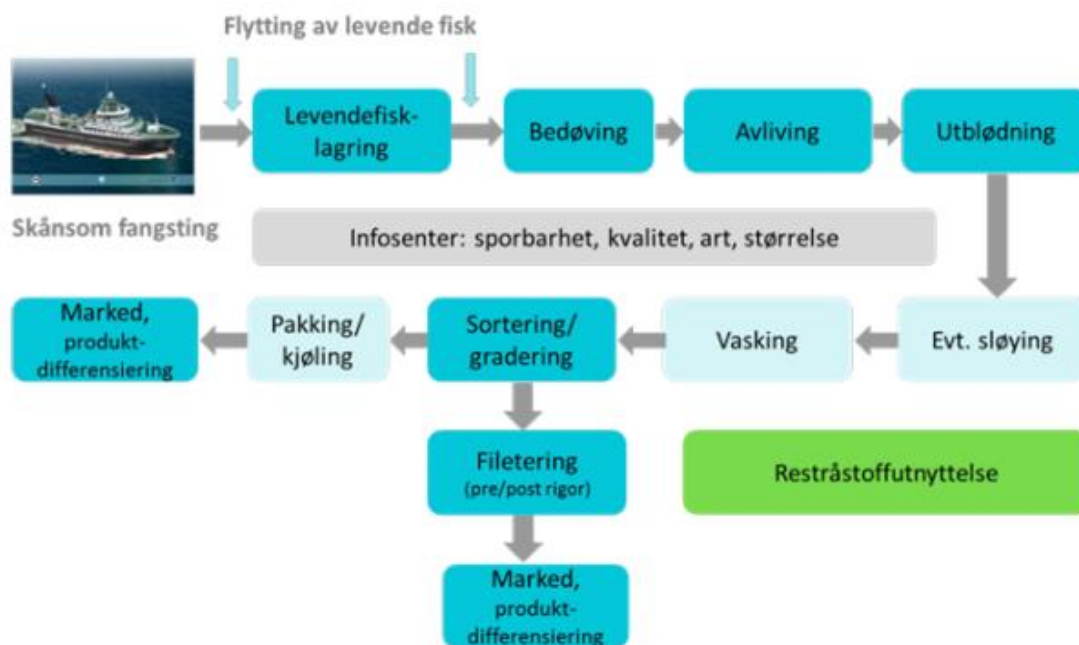 Flytting av levende fisk
Levendefisk-
lagring
Bedøving
Avliving
Utblødning
Skånsom fangsting
Infosenter: sporbarhet, kvalitet, art, størrelse
Marked,
produkt-
differensiering
Pakking/
kjøling
Sortering/
gradering
Vasking
Evt. sløying
Filetering
(pre/post rigor)
Restråstoffutnyttelse
Marked,
produkt-
differensiering